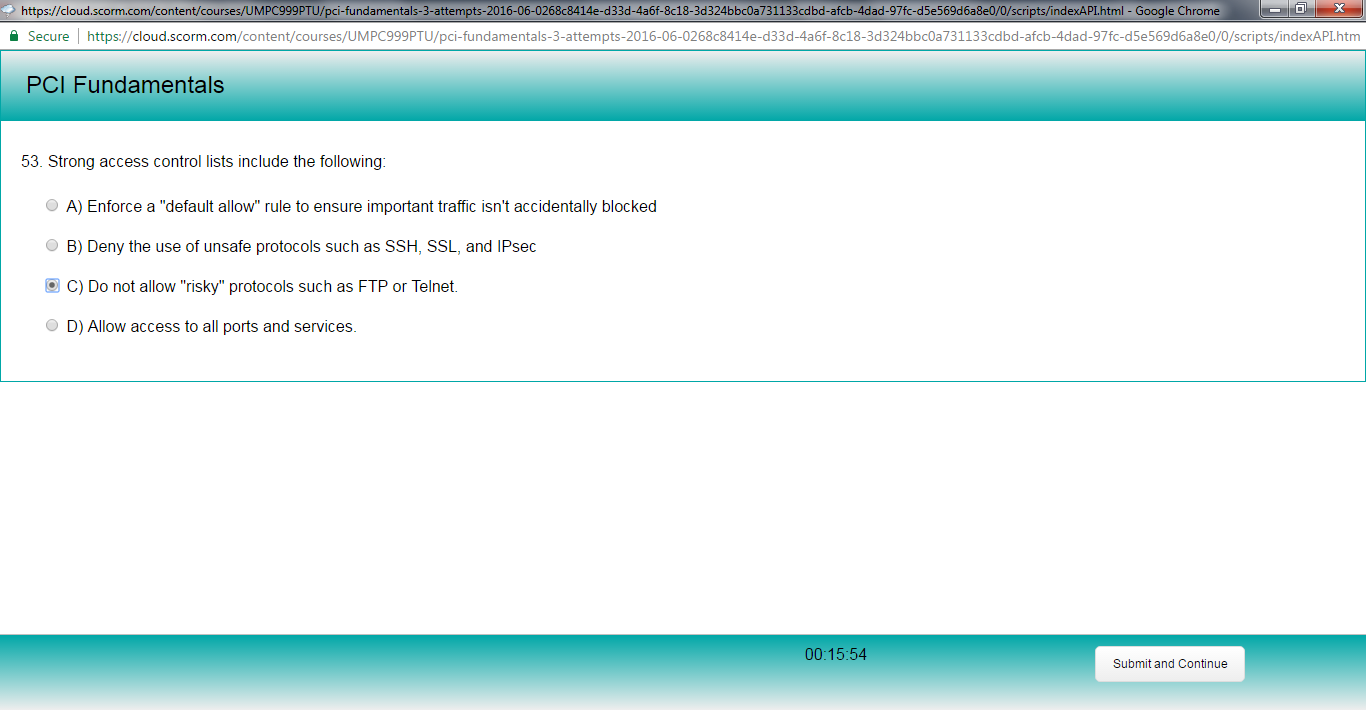 https://cloud.scorm.com/content/courses/UMPC999PTU/pci-fundamentals-3-attempts-2016-06-0268c8414e-d33d-4a6f-8c18-3d324bbc0a731133cdbd-afcb-4dad-97fc-d5e569d6a8e0/0/scripts/indexAPI.html - Google Chrome
Secure https://cloud.scorm.com/content/courses/UMPC999PTU/pci-fundamentals-3-attempts-2016-06-0268c8414e-d33d-4a6f-8c18-3d324bbc0a731133cdbd-afcb-4dad-97fc-d5e569d6a8e0/0/scripts/indexAPI.htm
PCI Fundamentals
53. Strong access control lists include the following:
A) Enforce a "default allow" rule to ensure important traffic isn't accidentally blocked
B) Deny the use of unsafe protocols such as SSH, SSL, and IPsec
C) Do not allow "risky" protocols such as FTP or Telnet.
D) Allow access to all ports and services.
00:15:54
Submit and Continue